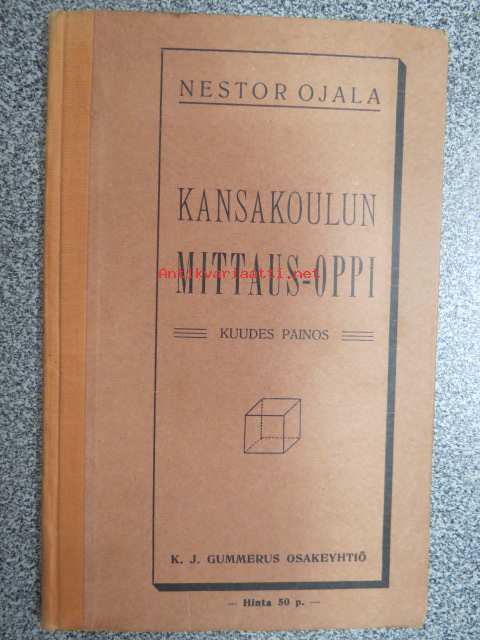 NESTOR OJALA
KANSAKOULUN
MITTAUS-OPPI
Antikvariaatti.net
KUUDES PAINOS
K. J. GUMMERUS OSAKEYHTIÖ
— Hinta 50 p. —